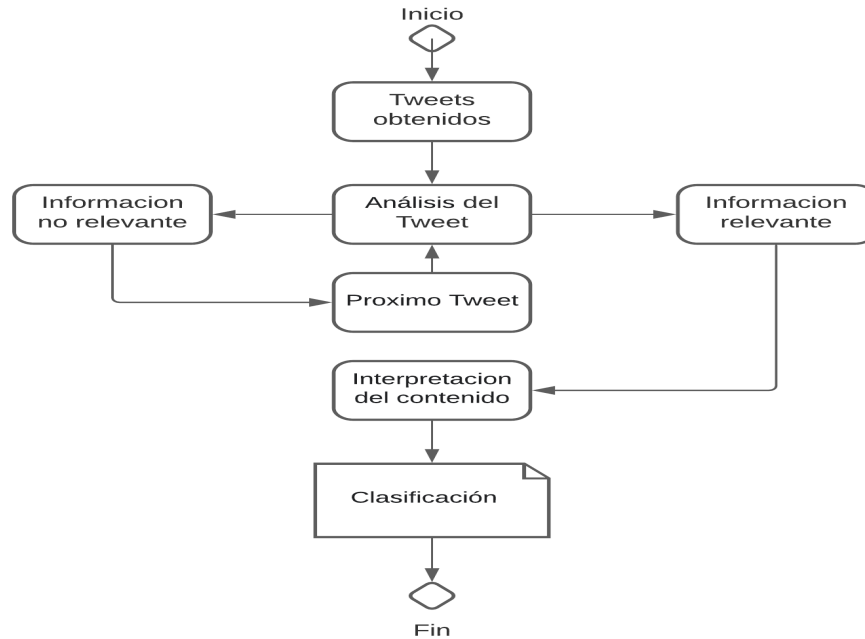 Inicio
Tweets
obtenidos
Informacion
no relevante
Análisis del
Tweet
Informacion
relevante
Proximo Tweet
Interpretacion
del contenido
Clasificación
Fin